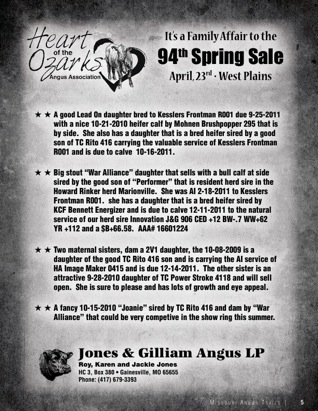 Heart
of the
Ozarks
Angus Association
It's a Family Affair to the
94th Spring Sale
April, 23rd • West Plains
★ ★ A good Lead On daughter bred to Kesslers Frontman R001 due 9-25-2011
with a nice 10-21-2010 heifer calf by Mohnen Brushpopper 295 that is
by side. She also has a daughter that is a bred heifer sired by a good
son of TC Rito 416 carrying the valuable service of Kesslers Frontman
R001 and is due to calve 10-16-2011.
★ ★ Big stout "War Alliance" daughter that sells with a bull calf at side
sired by the good son of "Performer" that is resident herd sire in the
Howard Rinker herd Marionville. She was AI 2-18-2011 to Kesslers
Frontman R001. she has a daughter that is a bred heifer sired by
KCF Bennett Energizer and is due to calve 12-11-2011 to the natural
service of our herd sire Innovation J&G 906 CED +12 BW-.7 WW+62
YR +112 and a $B+66.58. AAA# 16601224
★ ★ Two maternal sisters, dam a 2V1 daughter, the 10-08-2009 is a
daughter of the good TC Rito 416 son and is carrying the AI service of
HA Image Maker 0415 and is due 12-14-2011. The other sister is an
attractive 9-28-2010 daughter of TC Power Stroke 4118 and will sell
open. She is sure to please and has lots of growth and eye appeal.
★ ★ A fancy 10-15-2010 "Joanie" sired by TC Rito 416 and dam by "War
Alliance" that could be very competive in the show ring this summer.
Jones & Gilliam Angus LP
Roy, Karen and Jackie Jones
HC 3, Box 380 • Gainesville, MO 65655
Phone: (417) 679-3393
Missouri Angus Trails | 5